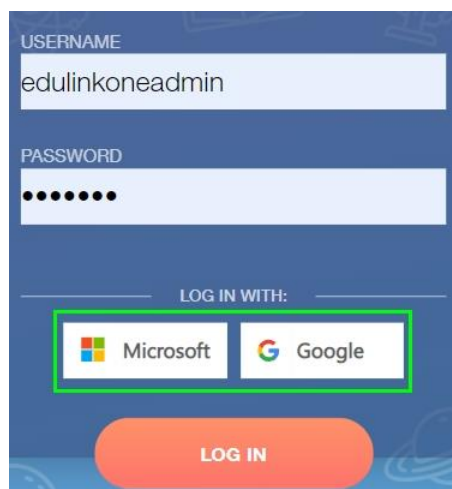 USERNAME
edulinkoneadmin
PASSWORD
•••••••
LOG IN WITH:
Microsoft Google
LOG IN